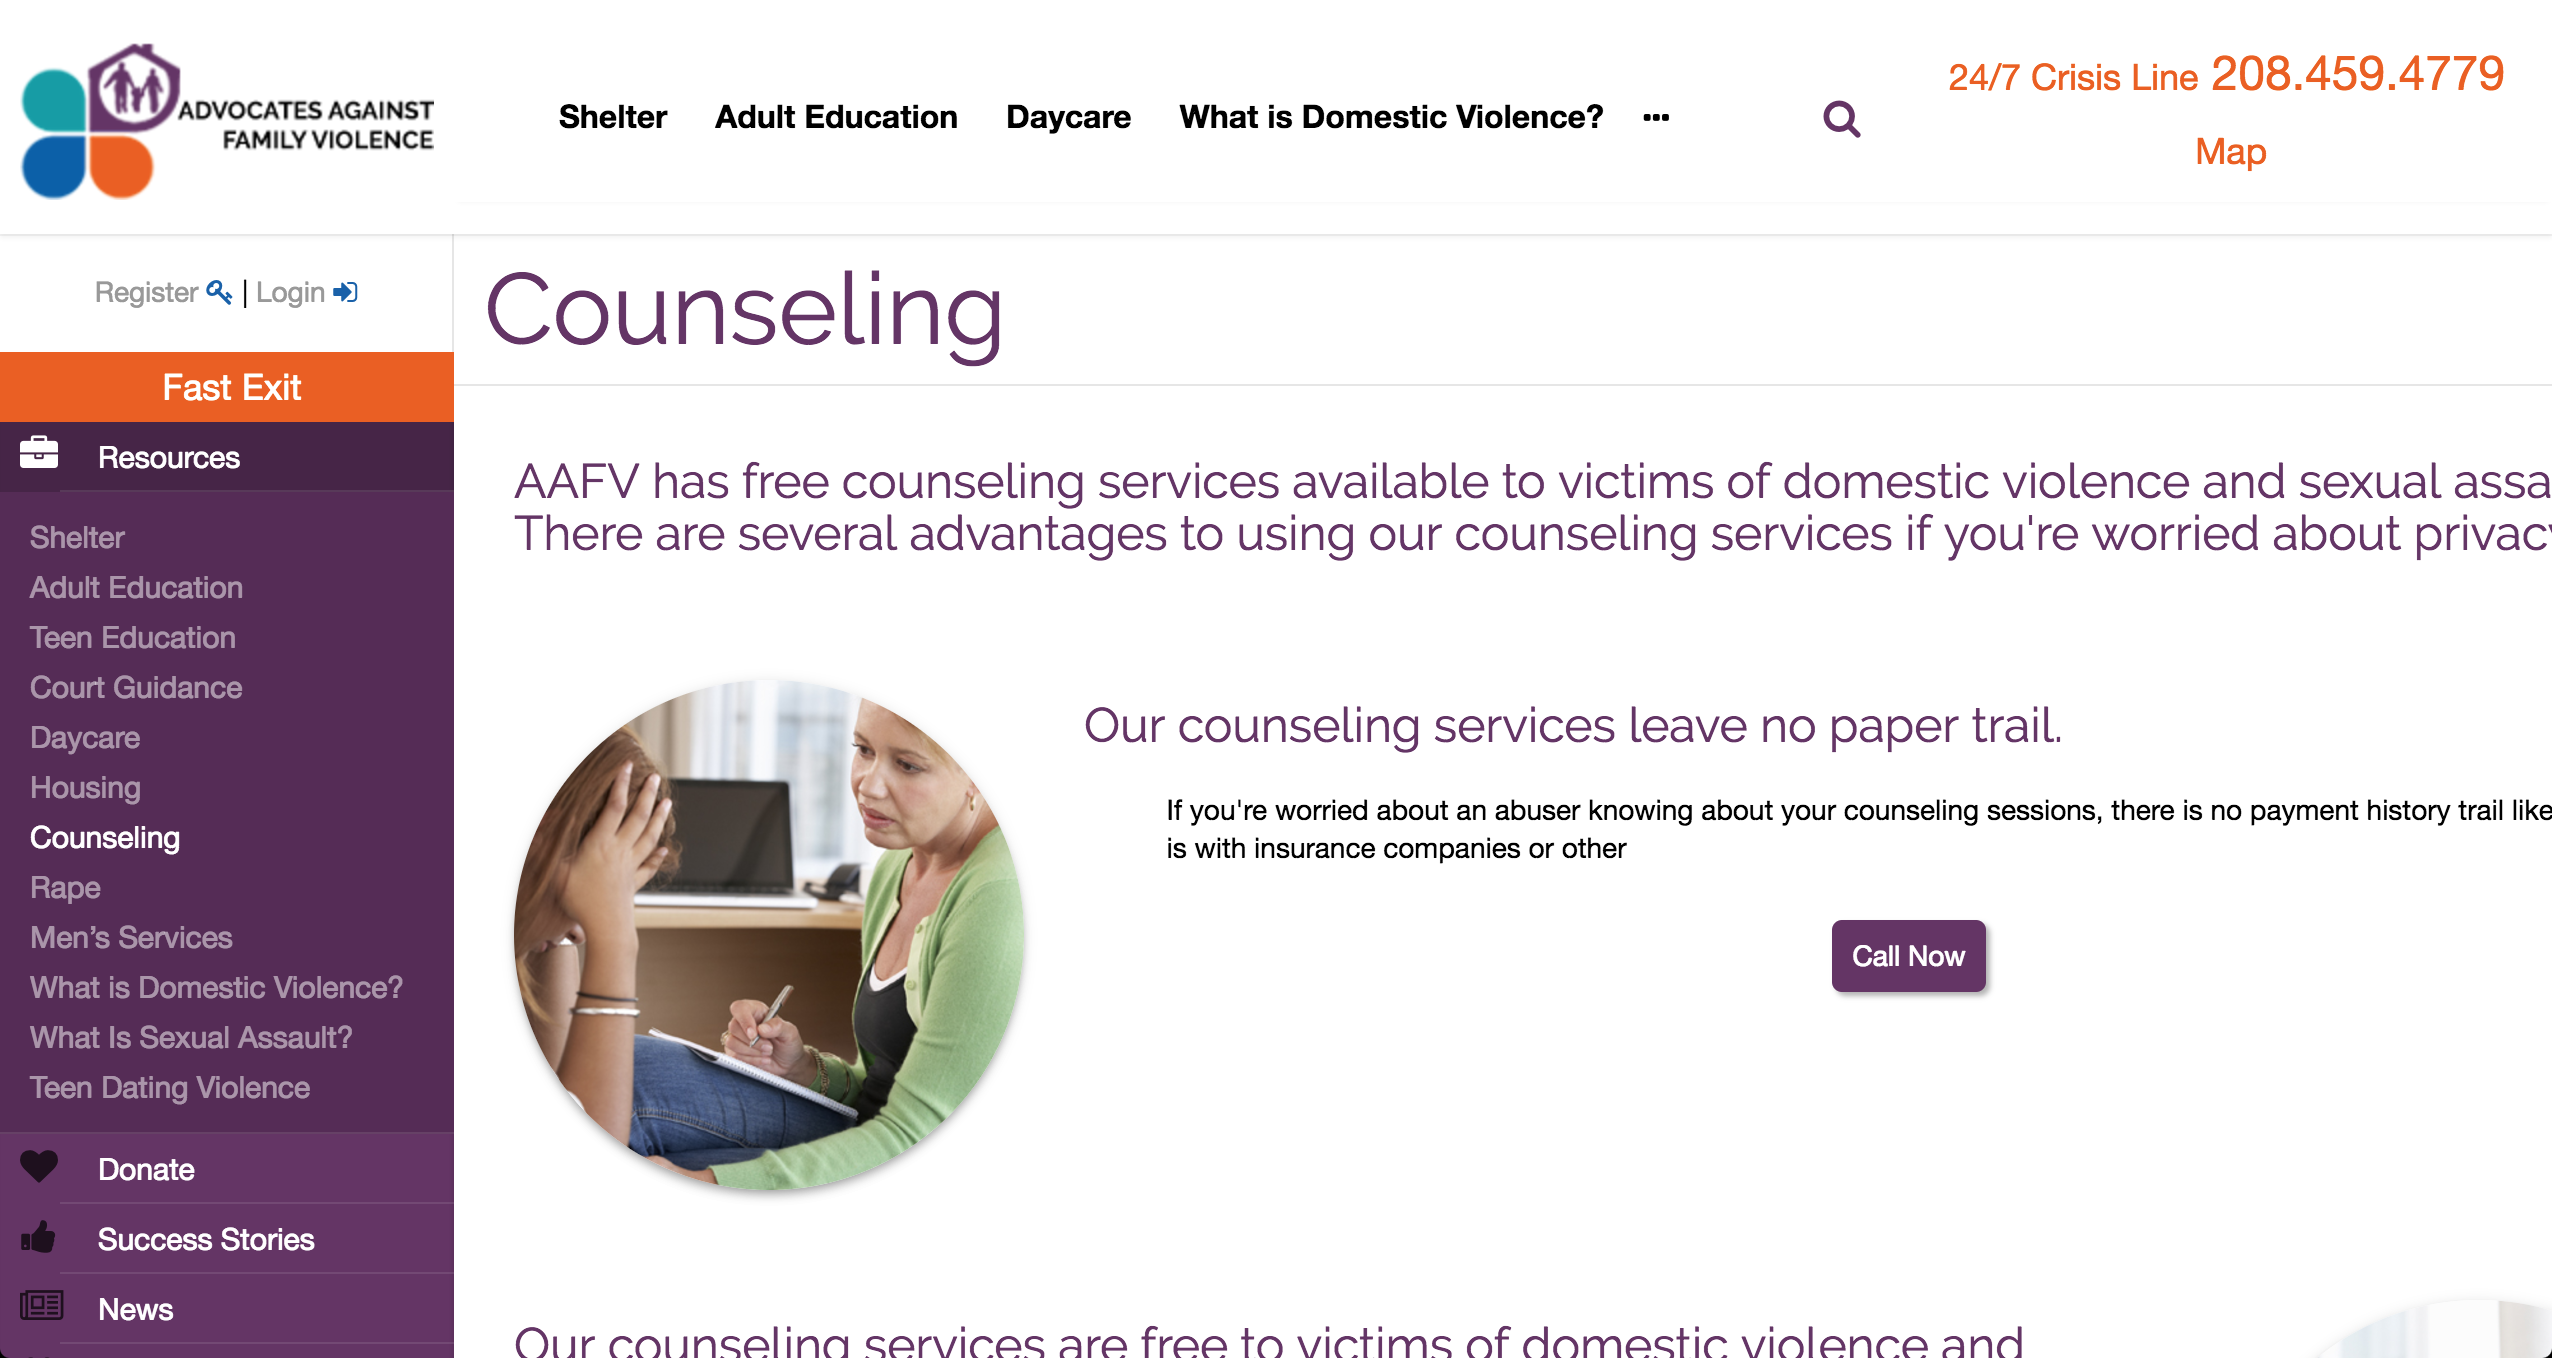 ADVOCATES AGAINST
FAMILY VIOLENCE
Shelter Adult Education Daycare What is Domestic Violence? ···
24/7 Crisis Line 208.459.4779
Map
Register | Login
Fast Exit
Resources
Shelter
Adult Education
Teen Education
Court Guidance
Daycare
Housing
Counseling
Rape
Men’s Services
What is Domestic Violence?
What Is Sexual Assault?
Teen Dating Violence
Donate
Success Stories
News
Counseling
AAFV has free counseling services available to victims of domestic violence and sexual assa
There are several advantages to using our counseling services if you're worried about privac
Our counseling services leave no paper trail.
If you're worried about an abuser knowing about your counseling sessions, there is no payment history trail like
is with insurance companies or other
Call Now
Our counseling services are free to victims of domestic violence and